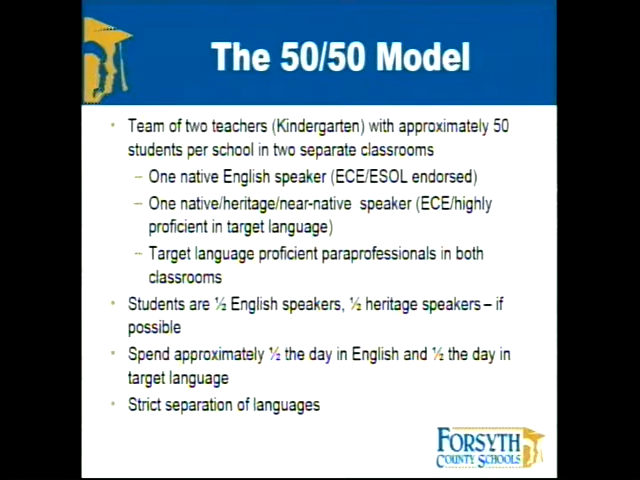 The 50/50 Model
• Team of two teachers (Kindergarten) with approximately 50
students per school in two separate classrooms
– One native English speaker (ECE/ESOL endorsed)
– One native/heritage/near-native speaker (ECE/highly
proficient in target language)
– Target language proficient paraprofessionals in both
classrooms
• Students are ½ English speakers, ½ heritage speakers – if
possible
• Spend approximately ½ the day in English and ½ the day in
target language
• Strict separation of languages
FORSYTH
COUNTY SCHOOLS